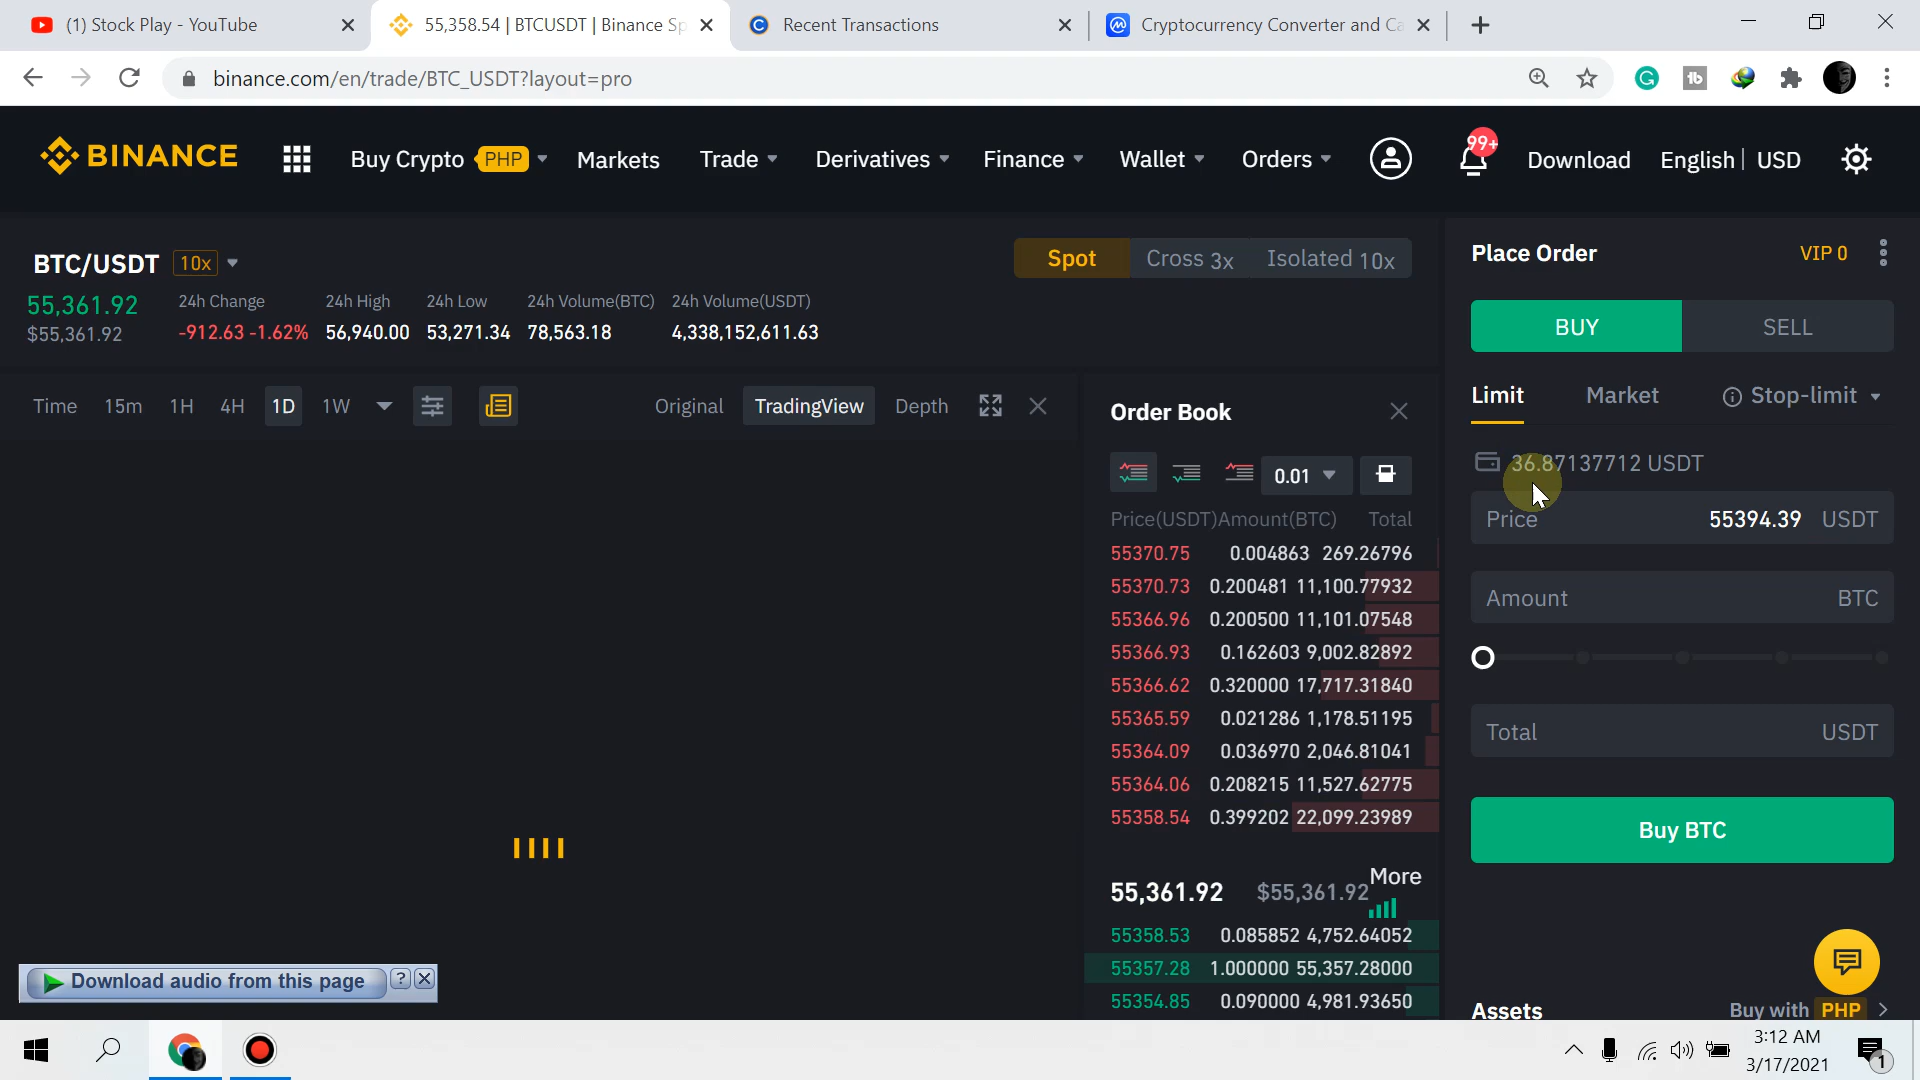 (1) Stock Play - YouTube
55,358.54 | BTCUSDT | Binance Sp
Recent Transactions
Cryptocurrency Converter and Ca
binance.com/en/trade/BTC_USDT?layout=pro
BINANCE
Buy Crypto PHP
Markets
Trade
Derivatives
Finance
Wallet
Orders
99+
Download
English | USD
BTC/USDT 10x
55,361.92
$55,361.92
24h Change
-912.63 -1.62%
24h High
56,940.00
24h Low
53,271.34
24h Volume(BTC)
78,563.18
24h Volume(USDT)
4,338,152,611.63
Spot
Cross 3x
Isolated 10x
Time 15m 1H 4H 1D 1W
Original TradingView Depth
Order Book
0.01
Price(USDT) Amount(BTC) Total
55370.75 0.004863 269.26796
55370.73 0.200481 11,100.77932
55366.96 0.200500 11,101.07548
55366.93 0.162603 9,002.82892
55366.62 0.320000 17,717.31840
55365.59 0.021286 1,178.51195
55364.09 0.036970 2,046.81041
55364.06 0.208215 11,527.62775
55358.54 0.399202 22,099.23989
55,361.92 $55,361.92 More
55358.53 0.085852 4,752.64052
55357.28 1.000000 55,357.28000
55354.85 0.090000 4,981.93650
Place Order
VIP 0
BUY
SELL
Limit
Market
Stop-limit
36.87137712 USDT
Price 55394.39 USDT
Amount BTC
Total USDT
Buy BTC
Assets
Buy with PHP
Download audio from this page
?
3:12 AM
3/17/2021
1